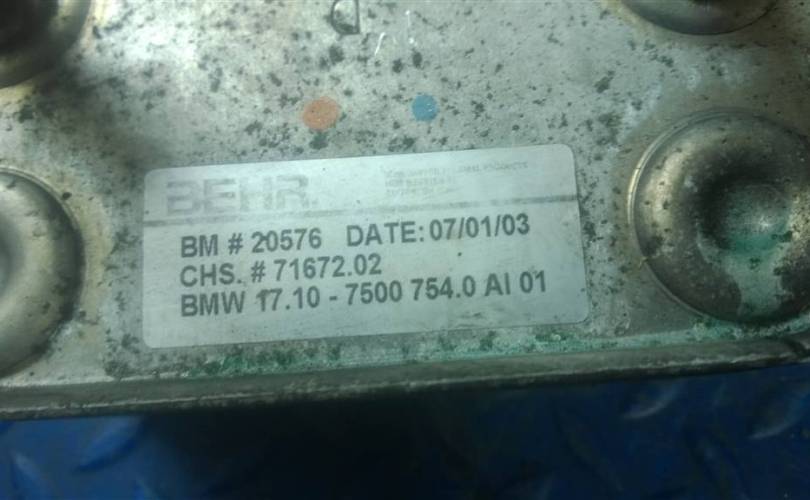 BEHR
BM # 20576 DATE: 07/01/03
CHS. # 71672.02
BMW 17.10 - 7500 754.0 AI 01